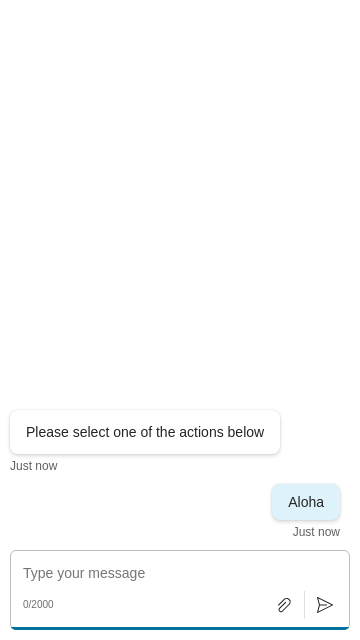 Please select one of the actions below
Just now
Aloha
Just now
Type your message
0/2000